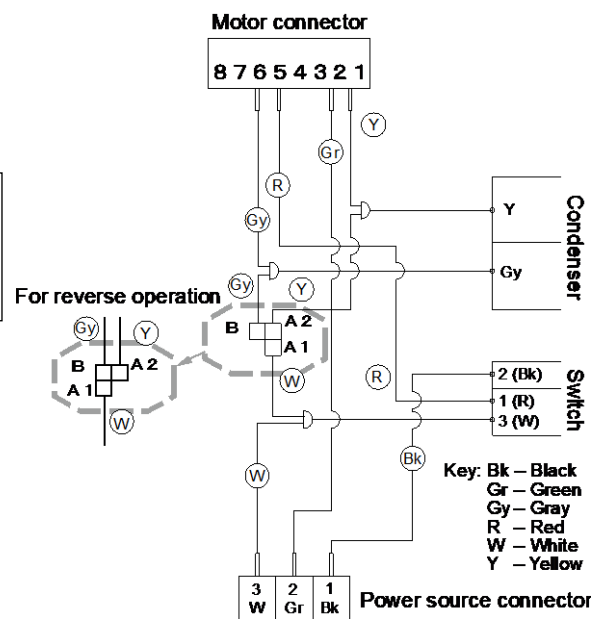 Motor connector
8 7 6 5 4 3 2 1
Y
Gr
R
Gy
Y
Condenser
Gy
For reverse operation
Gy
Y
Gy
Y
B
A 2
A 1
B
A 2
A 1
W
W
R
2 (Bk)
1 (R)
3 (W)
Switch
Bk
W
Key: Bk – Black
Gr – Green
Gy – Gray
R – Red
W – White
Y – Yellow
3 2 1
W Gr Bk
Power source connector